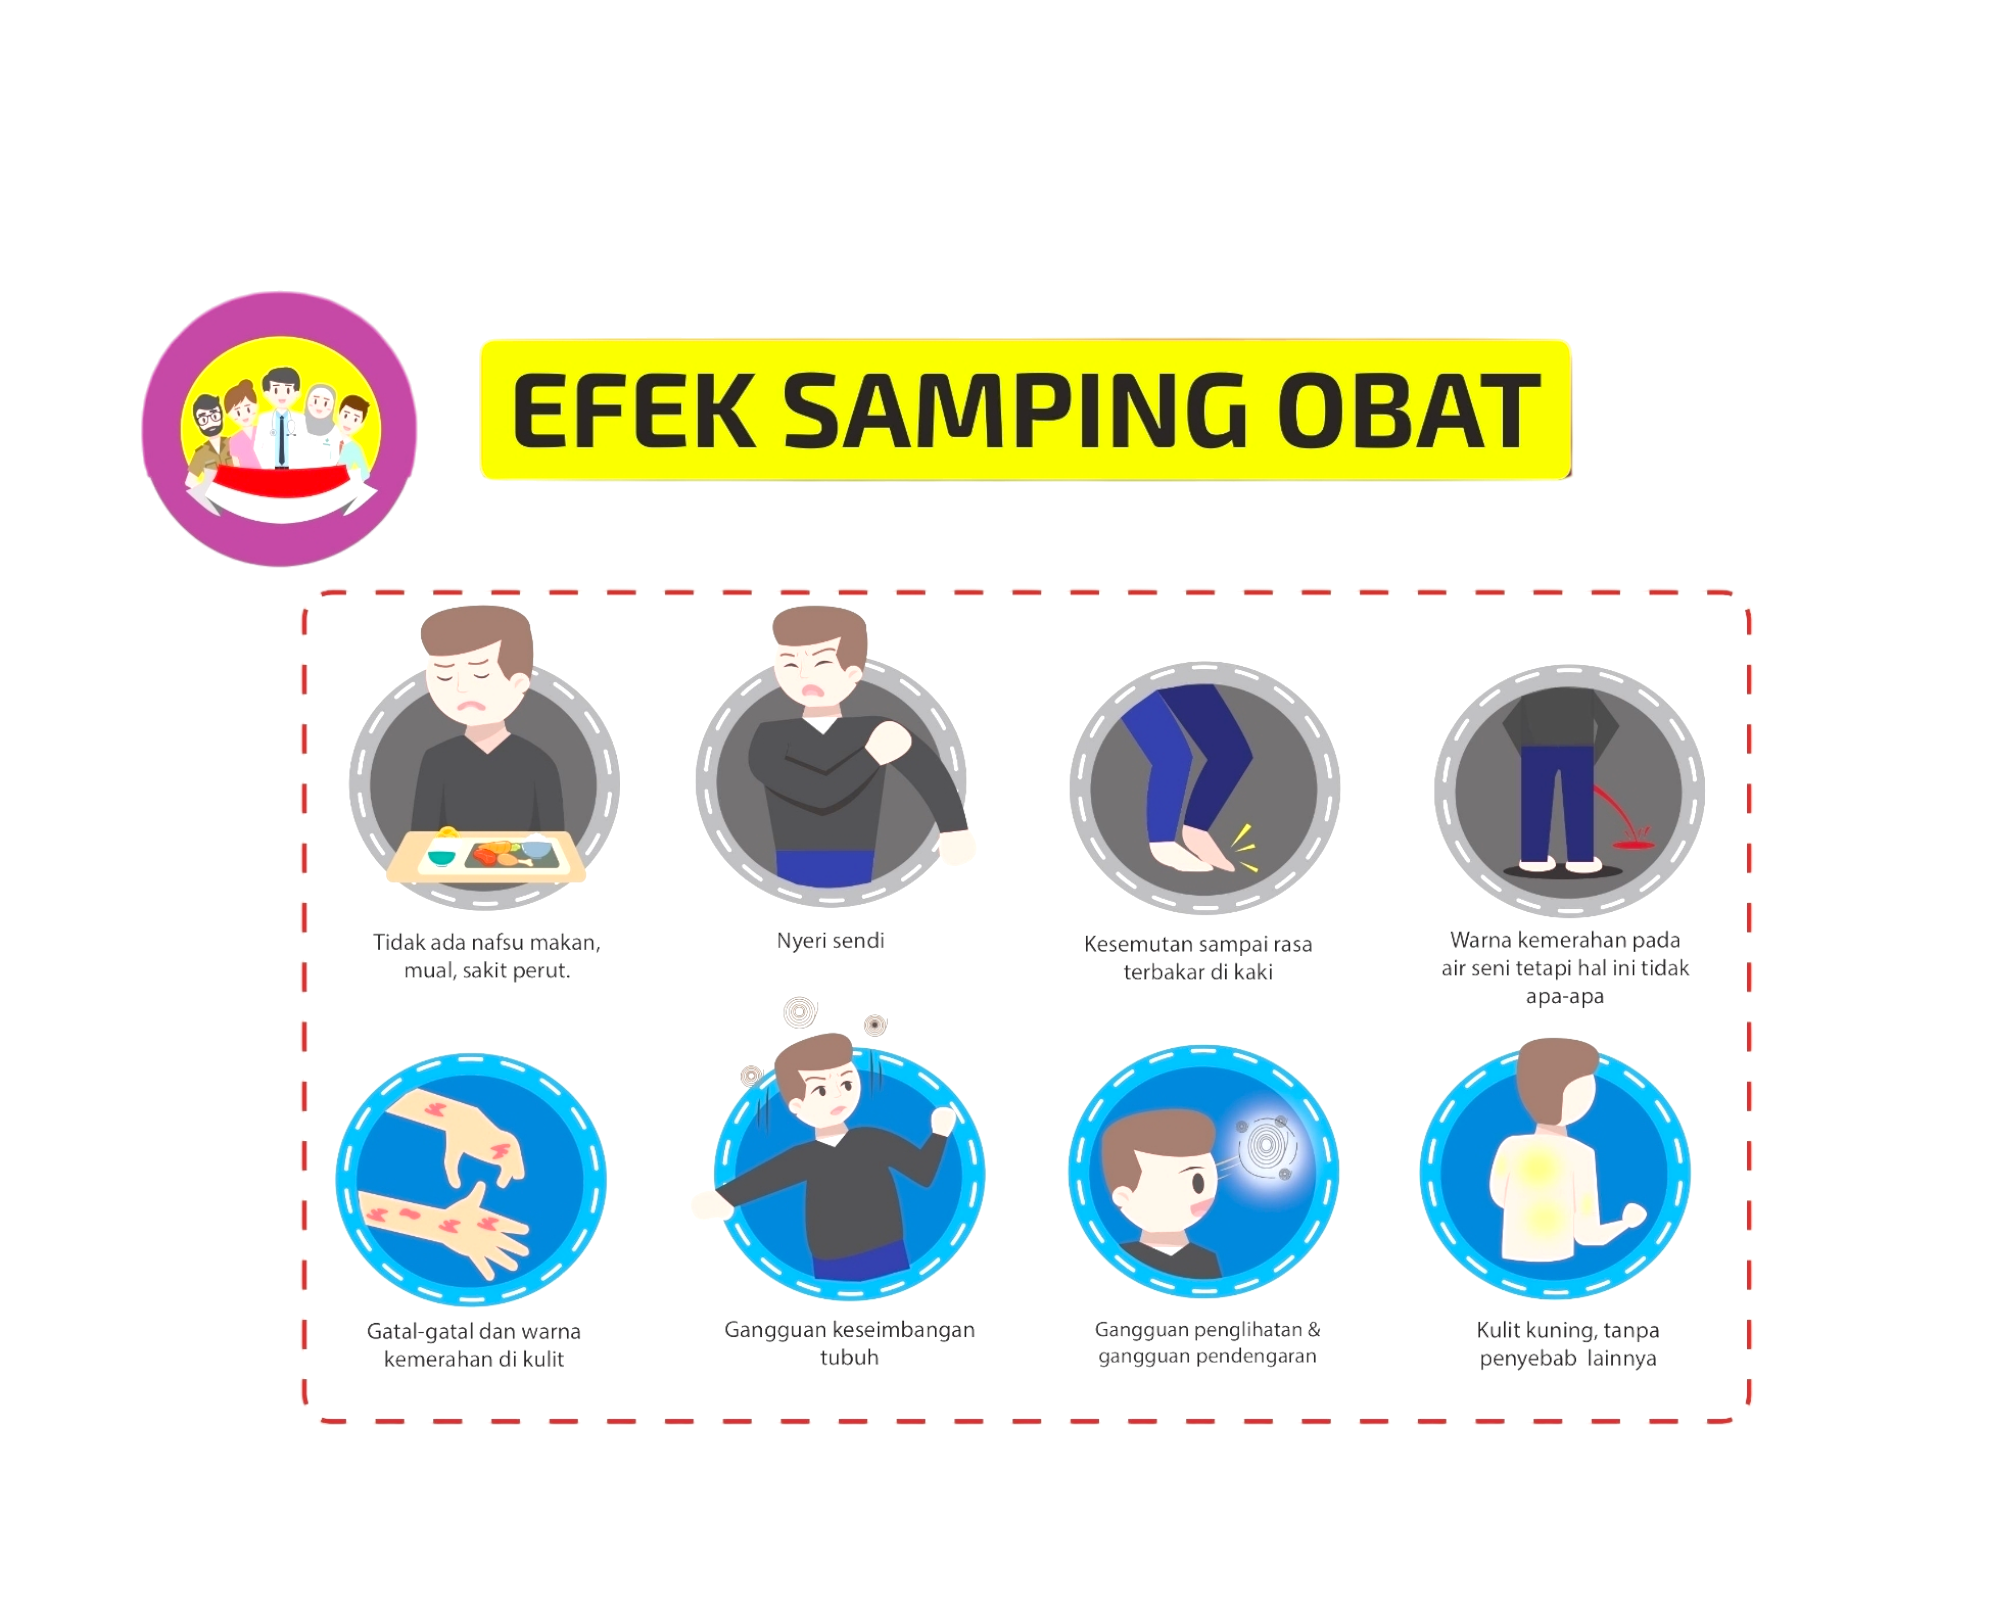 EFEK SAMPING OBAT
Tidak ada nafsu makan,
mual, sakit perut.
Nyeri sendi
Kesemutan sampai rasa
terbakar di kaki
Warna kemerahan pada
air seni tetapi hal ini tidak
apa-apa
Gatal-gatal dan warna
kemerahan di kulit
Gangguan keseimbangan
tubuh
Gangguan penglihatan &
gangguan pendengaran
Kulit kuning, tanpa
penyebab lainnya